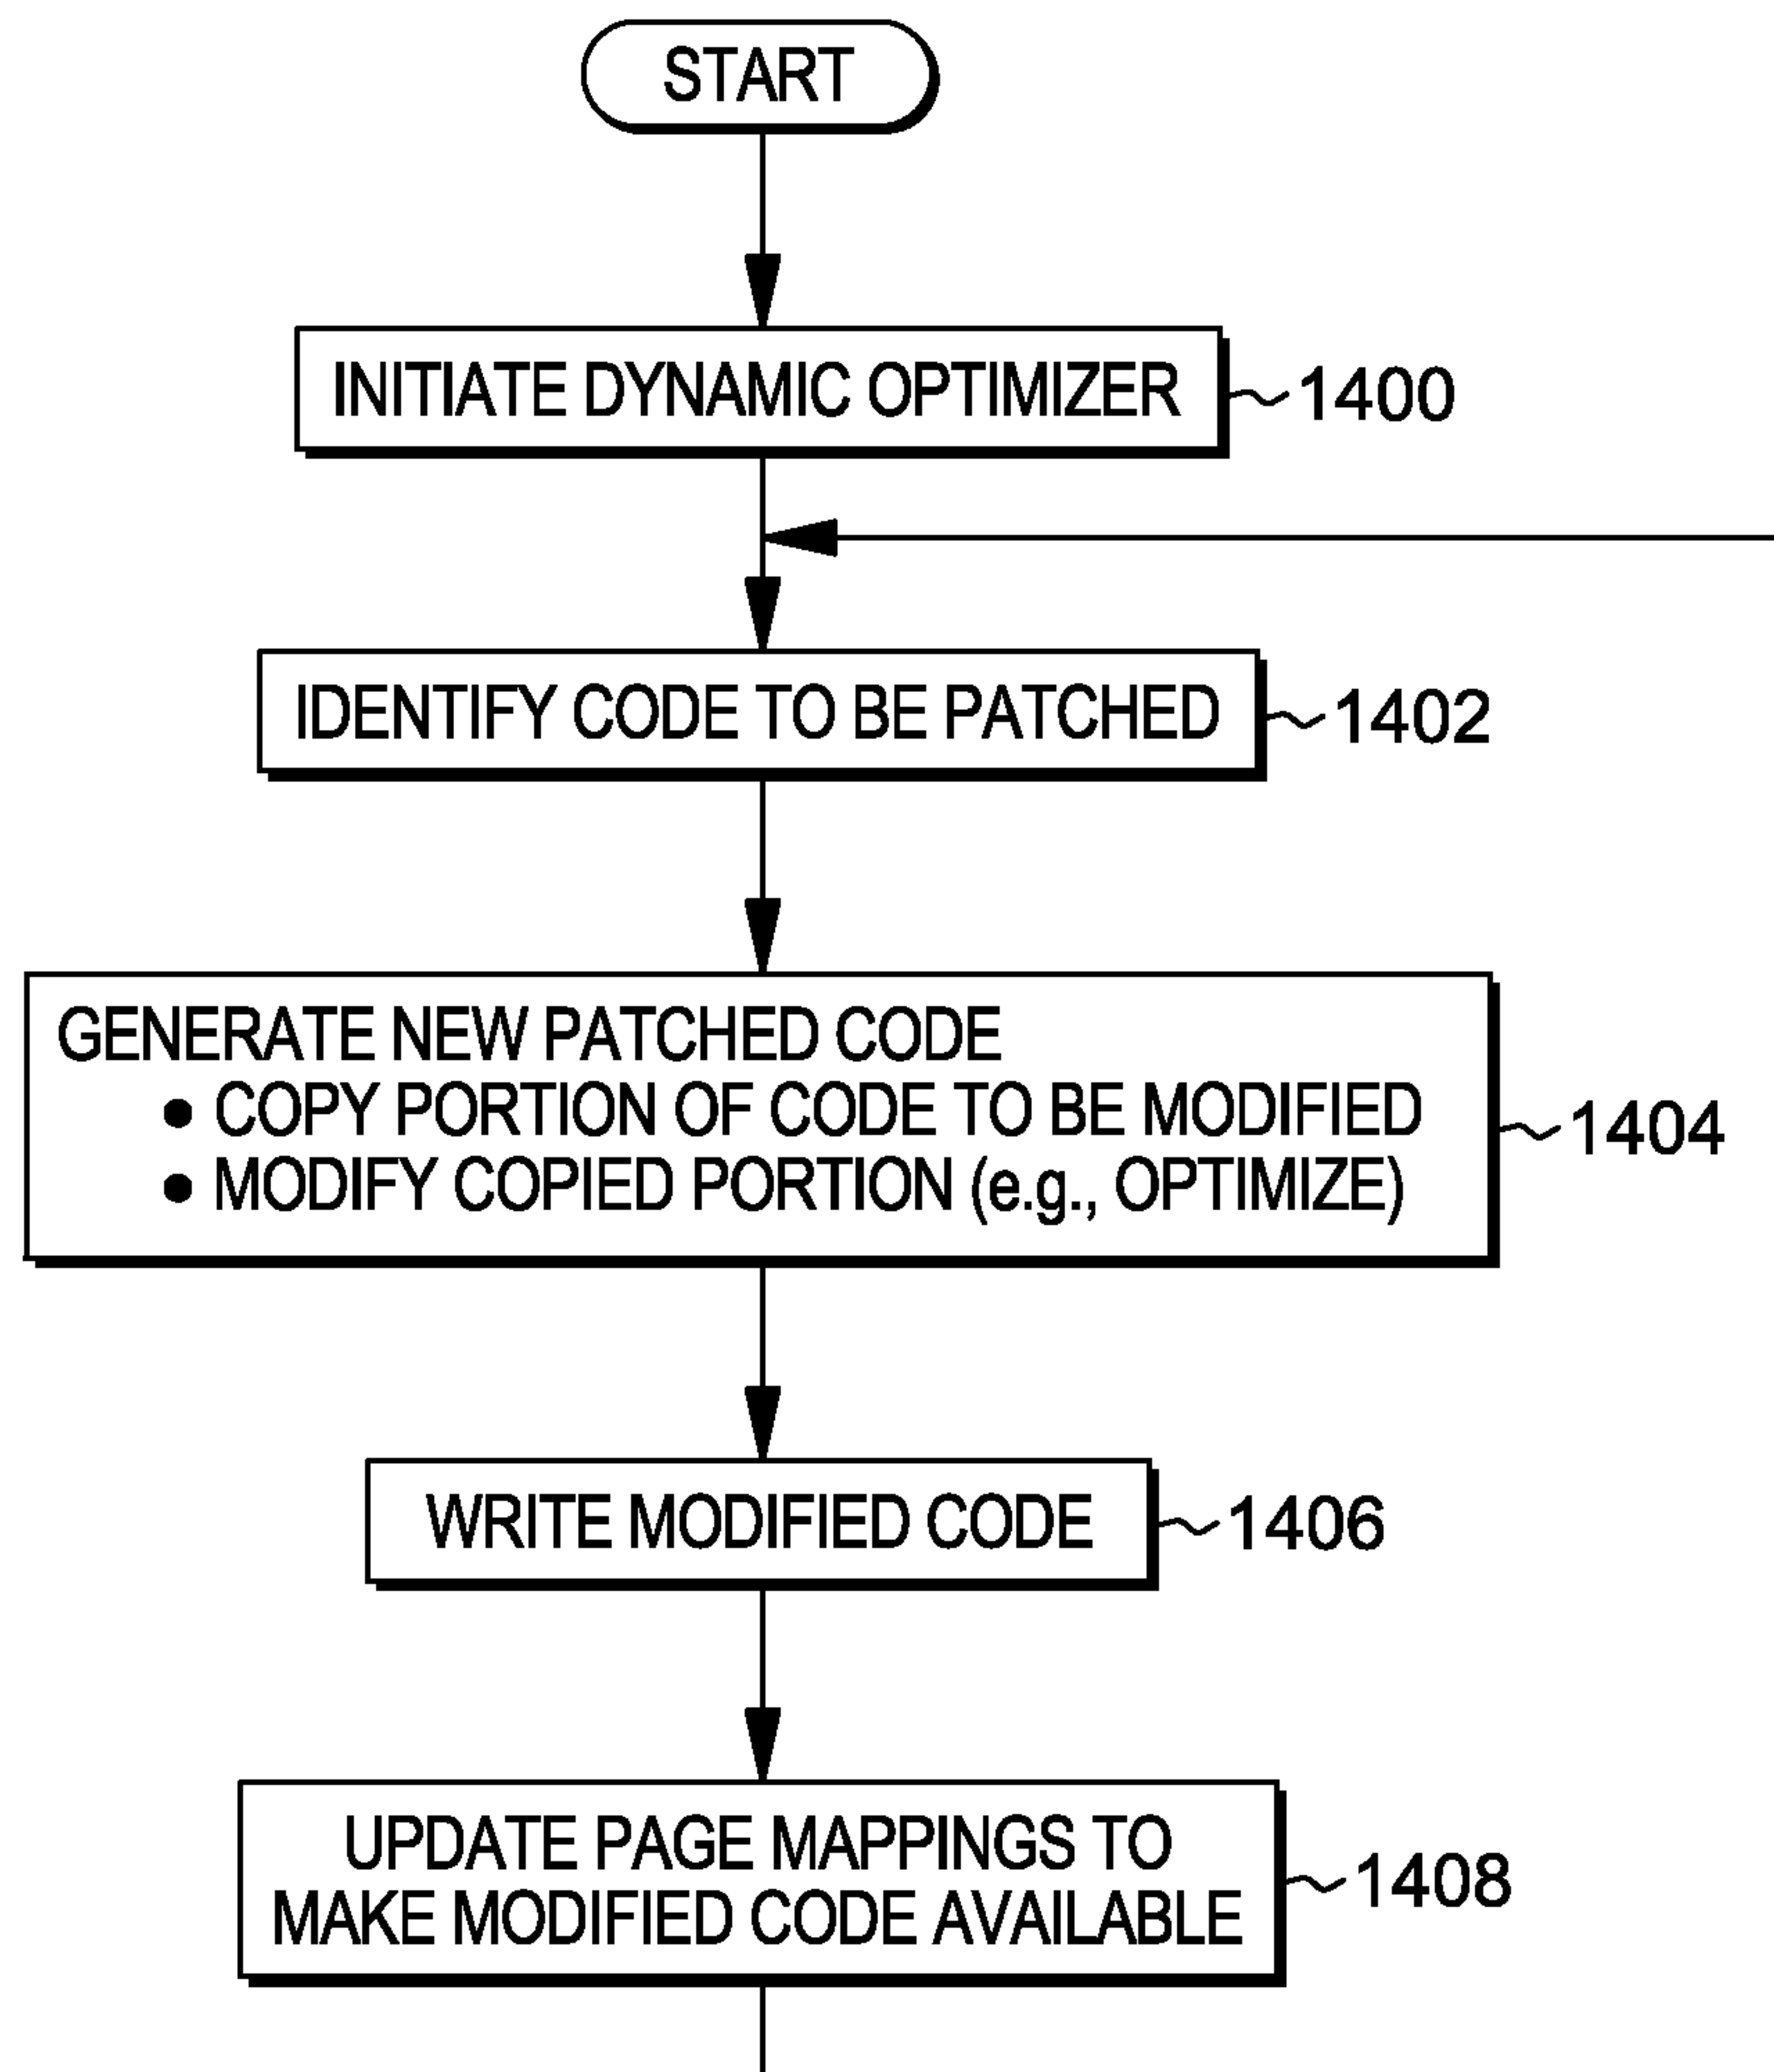 START
INITIATE DYNAMIC OPTIMIZER
1400
IDENTIFY CODE TO BE PATCHED
1402
GENERATE NEW PATCHED CODE
• COPY PORTION OF CODE TO BE MODIFIED
• MODIFY COPIED PORTION (e.g., OPTIMIZE)
1404
WRITE MODIFIED CODE
1406
UPDATE PAGE MAPPINGS TO
MAKE MODIFIED CODE AVAILABLE
1408